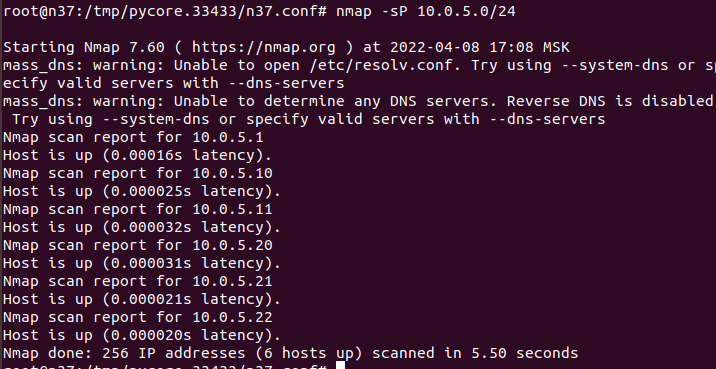 root@n37:/tmp/pycore.33433/n37.conf# nmap -sP 10.0.5.0/24
Starting Nmap 7.60 ( https://nmap.org ) at 2022-04-08 17:08 MSK
mass_dns: warning: Unable to open /etc/resolv.conf. Try using --system-dns or sp
ecify valid servers with --dns-servers
mass_dns: warning: Unable to determine any DNS servers. Reverse DNS is disabled
 Try using --system-dns or specify valid servers with --dns-servers
Nmap scan report for 10.0.5.1
Host is up (0.00016s latency).
Nmap scan report for 10.0.5.10
Host is up (0.000025s latency).
Nmap scan report for 10.0.5.11
Host is up (0.000032s latency).
Nmap scan report for 10.0.5.20
Host is up (0.000031s latency).
Nmap scan report for 10.0.5.21
Host is up (0.000021s latency).
Nmap scan report for 10.0.5.22
Host is up (0.000020s latency).
Nmap done: 256 IP addresses (6 hosts up) scanned in 5.50 seconds
root@n37:/tmp/pycore.33433/n37.conf#